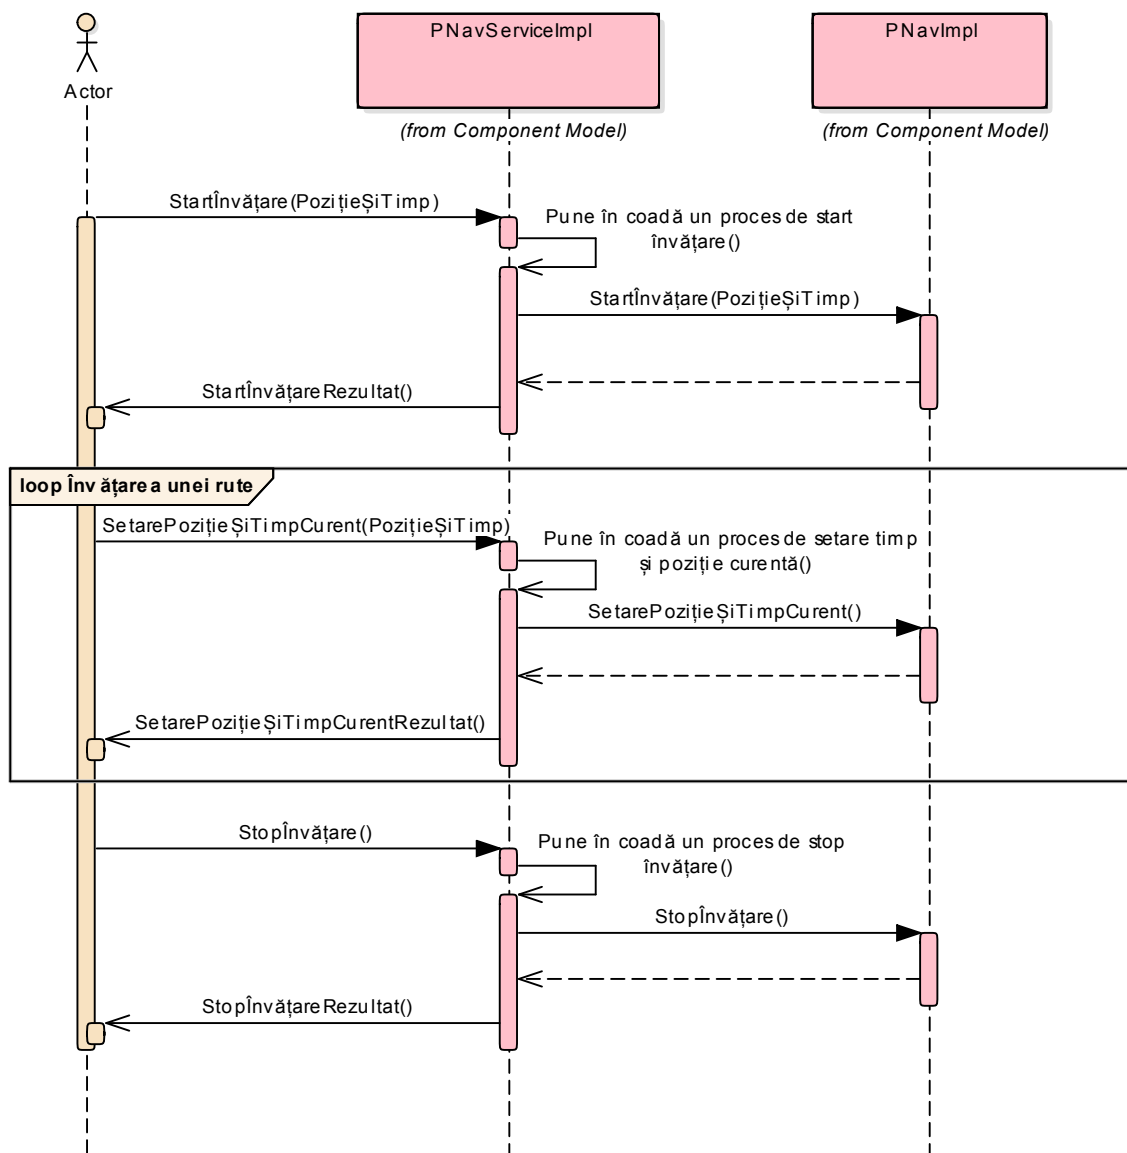 PNavServiceImpl
PNavImpl
Actor
(from Component Model)
(from Component Model)
StartÎnvățare(PozițieȘiTimp)
Pune în coadă un proces de start
învățare()
StartÎnvățare(PozițieȘiTimp)
StartÎnvățareRezultat()
loop Învățarea unei rute
SetarePozițieȘiTimpCurent(PozițieȘiTimp)
Pune în coadă un proces de setare timp
și poziție curentă()
SetarePozițieȘiTimpCurent()
SetarePozițieȘiTimpCurentRezultat()
StopÎnvățare()
Pune în coadă un proces de stop
învățare()
StopÎnvățare()
StopÎnvățareRezultat()